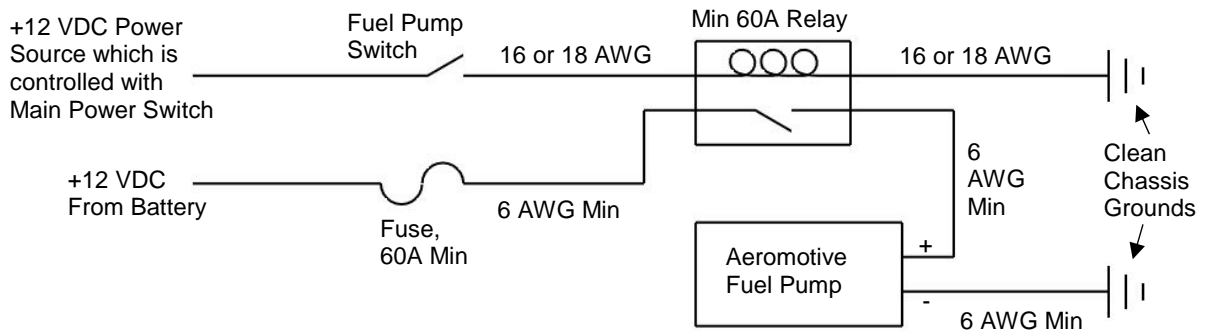 +12 VDC Power
Source which is
controlled with
Main Power Switch
Fuel Pump
Switch
16 or 18 AWG
Min 60A Relay
16 or 18 AWG
+12 VDC
From Battery
Fuse,
60A Min
6 AWG Min
6
AWG
Min
Clean
Chassis
Grounds
Aeromotive
Fuel Pump
+
-
6 AWG Min